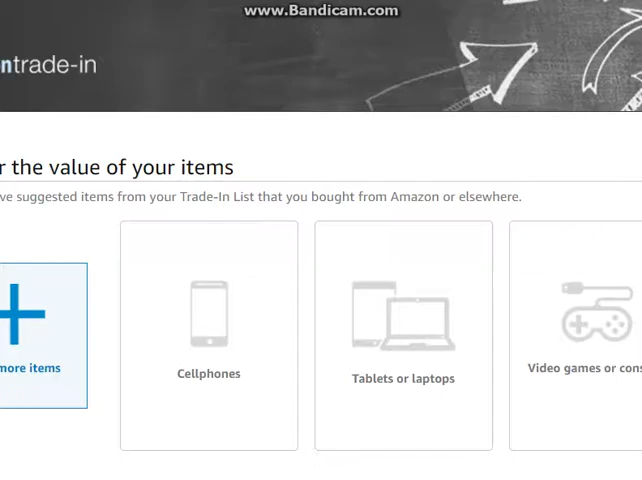 www.Bandicam.com
ntrade-in
r the value of your items
ve suggested items from your Trade-In List that you bought from Amazon or elsewhere.
more items
Cellphones
Tablets or laptops
Video games or cons